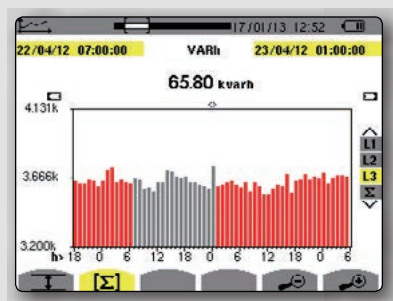 17/01/13 12:52
22/04/12 07:00:00 VARh 23/04/12 01:00:00
65.80 kvarh
4.131k
L1
L2
3.666k
L3
Σ
3.200k
h> 18 0 6 12 18 0 6 12 18 0 6
[Σ]